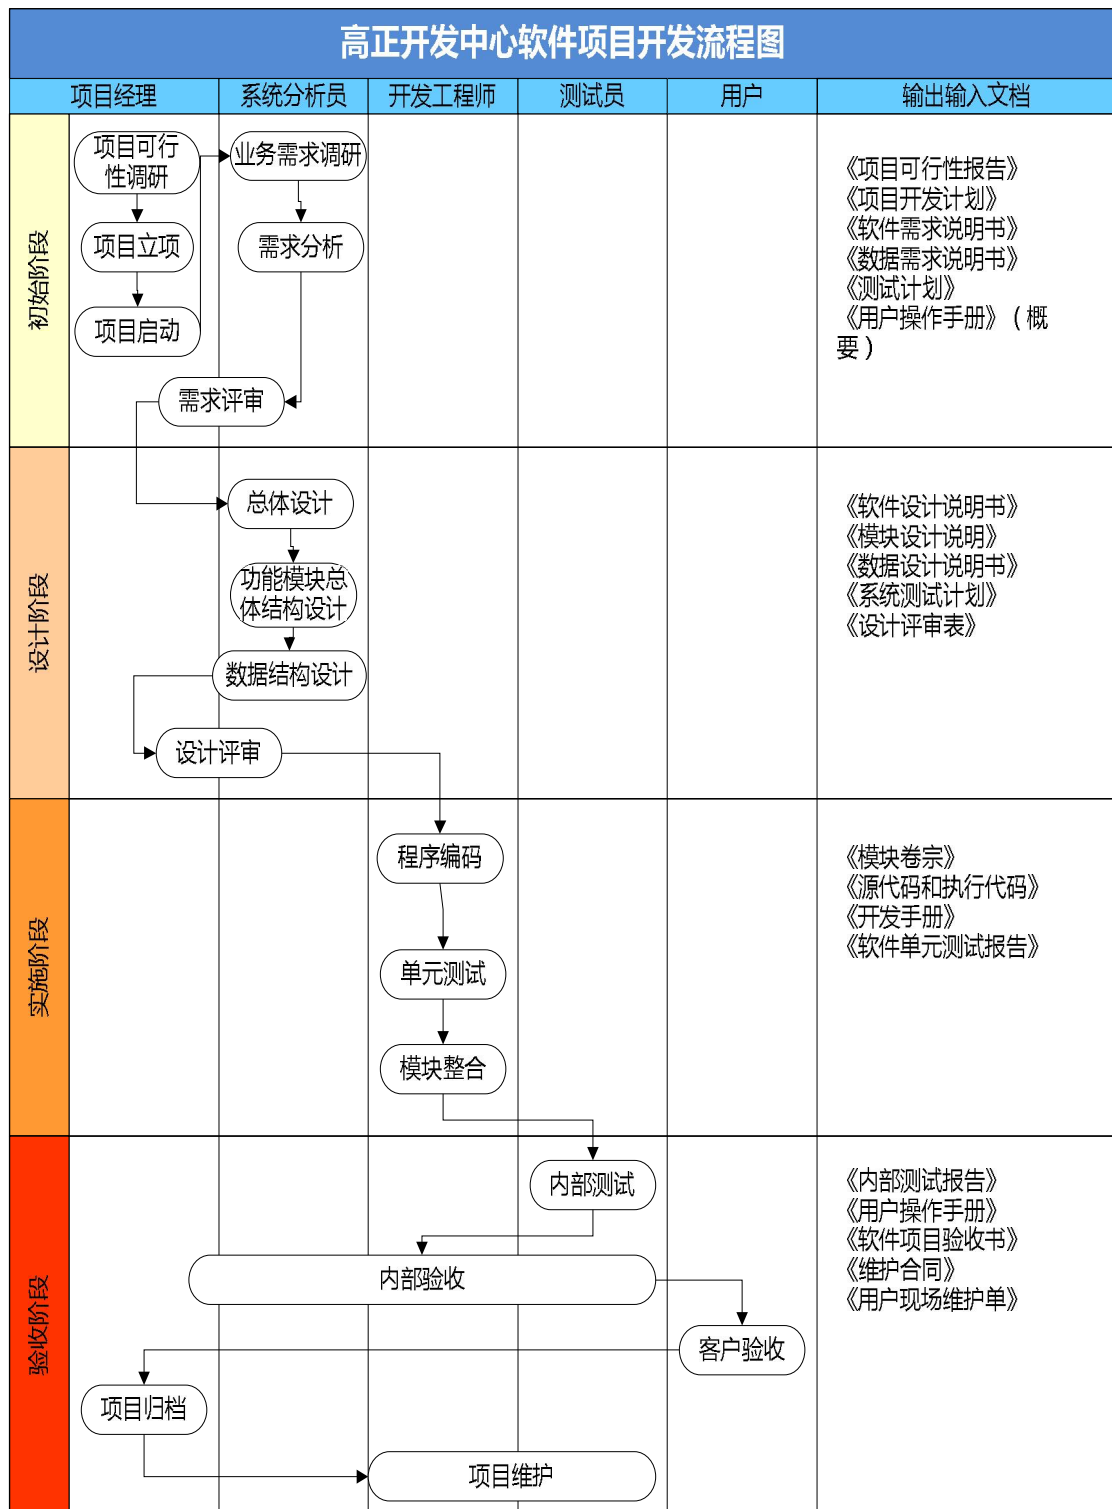 高正开发中心软件项目开发流程图
项目经理
系统分析员
开发工程师
测试员
用户
输出输入文档
初始阶段
项目可行
性调研
业务需求调研
项目立项
需求分析
项目启动
需求评审
《项目可行性报告》
《项目开发计划》
《软件需求说明书》
《数据需求说明书》
《测试计划》
《用户操作手册》（概
要）
设计阶段
总体设计
功能模块总
体结构设计
数据结构设计
设计评审
《软件设计说明书》
《模块设计说明》
《数据设计说明书》
《系统测试计划》
《设计评审表》
实施阶段
程序编码
单元测试
模块整合
《模块卷宗》
《源代码和执行代码》
《开发手册》
《软件单元测试报告》
验收阶段
内部测试
内部验收
客户验收
项目归档
项目维护
《内部测试报告》
《用户操作手册》
《软件项目验收书》
《维护合同》
《用户现场维护单》